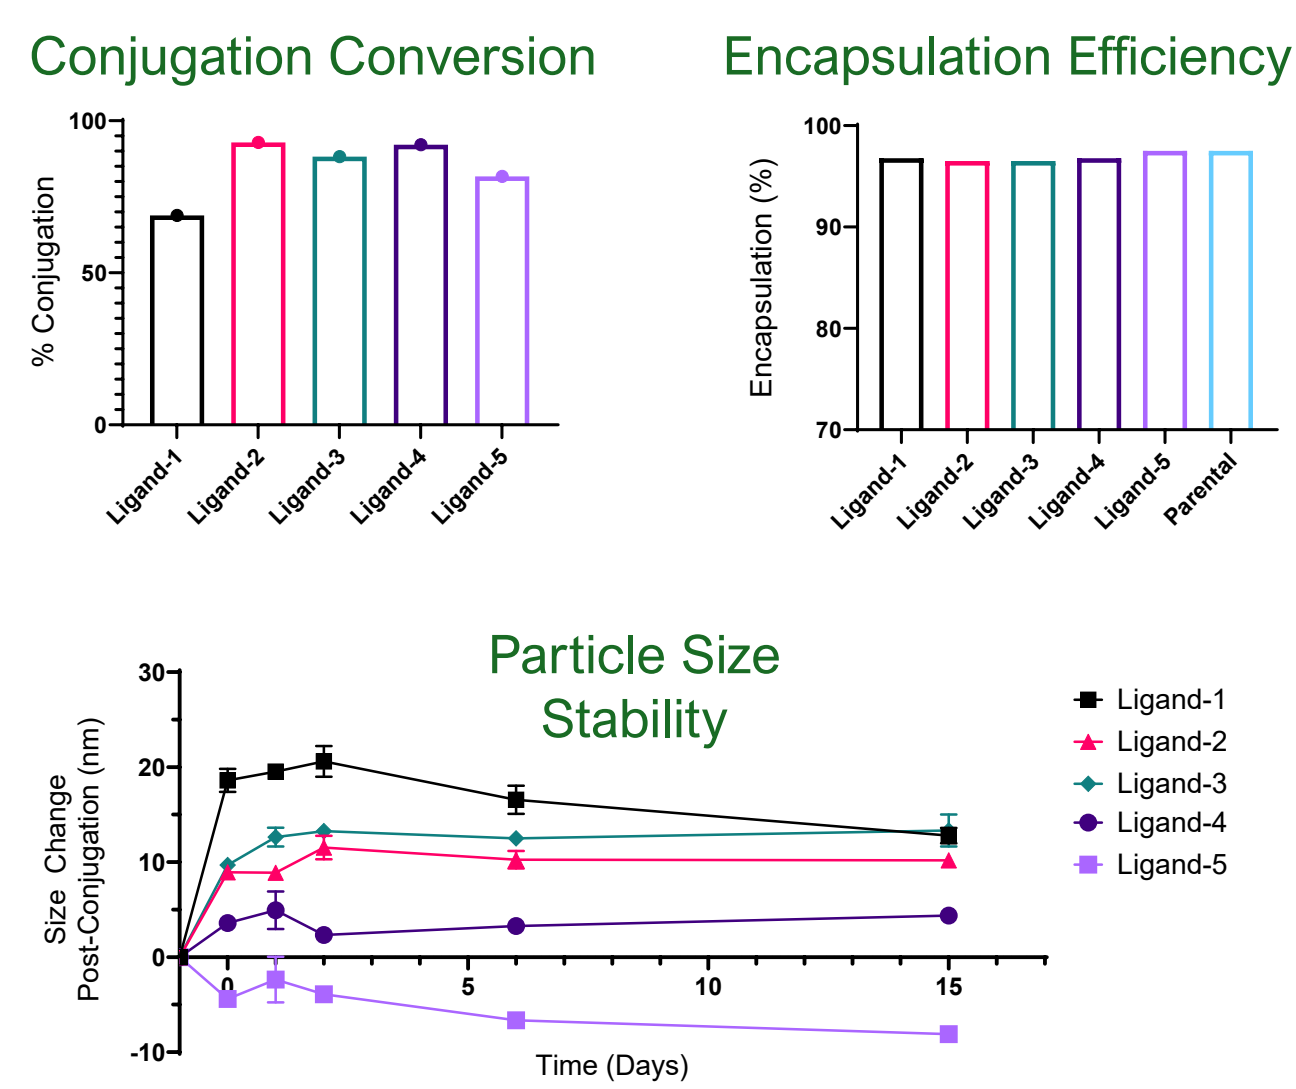 Conjugation Conversion
% Conjugation
100
50
0
Ligand-1
Ligand-2
Ligand-3
Ligand-4
Ligand-5
Encapsulation Efficiency
Encapsulation (%)
100
90
80
70
Ligand-1
Ligand-2
Ligand-3
Ligand-4
Ligand-5
Parental
Particle Size
Stability
Size Change
Post-Conjugation (nm)
30
20
10
0
-10
0
5
10
15
Time (Days)
Ligand-1
Ligand-2
Ligand-3
Ligand-4
Ligand-5